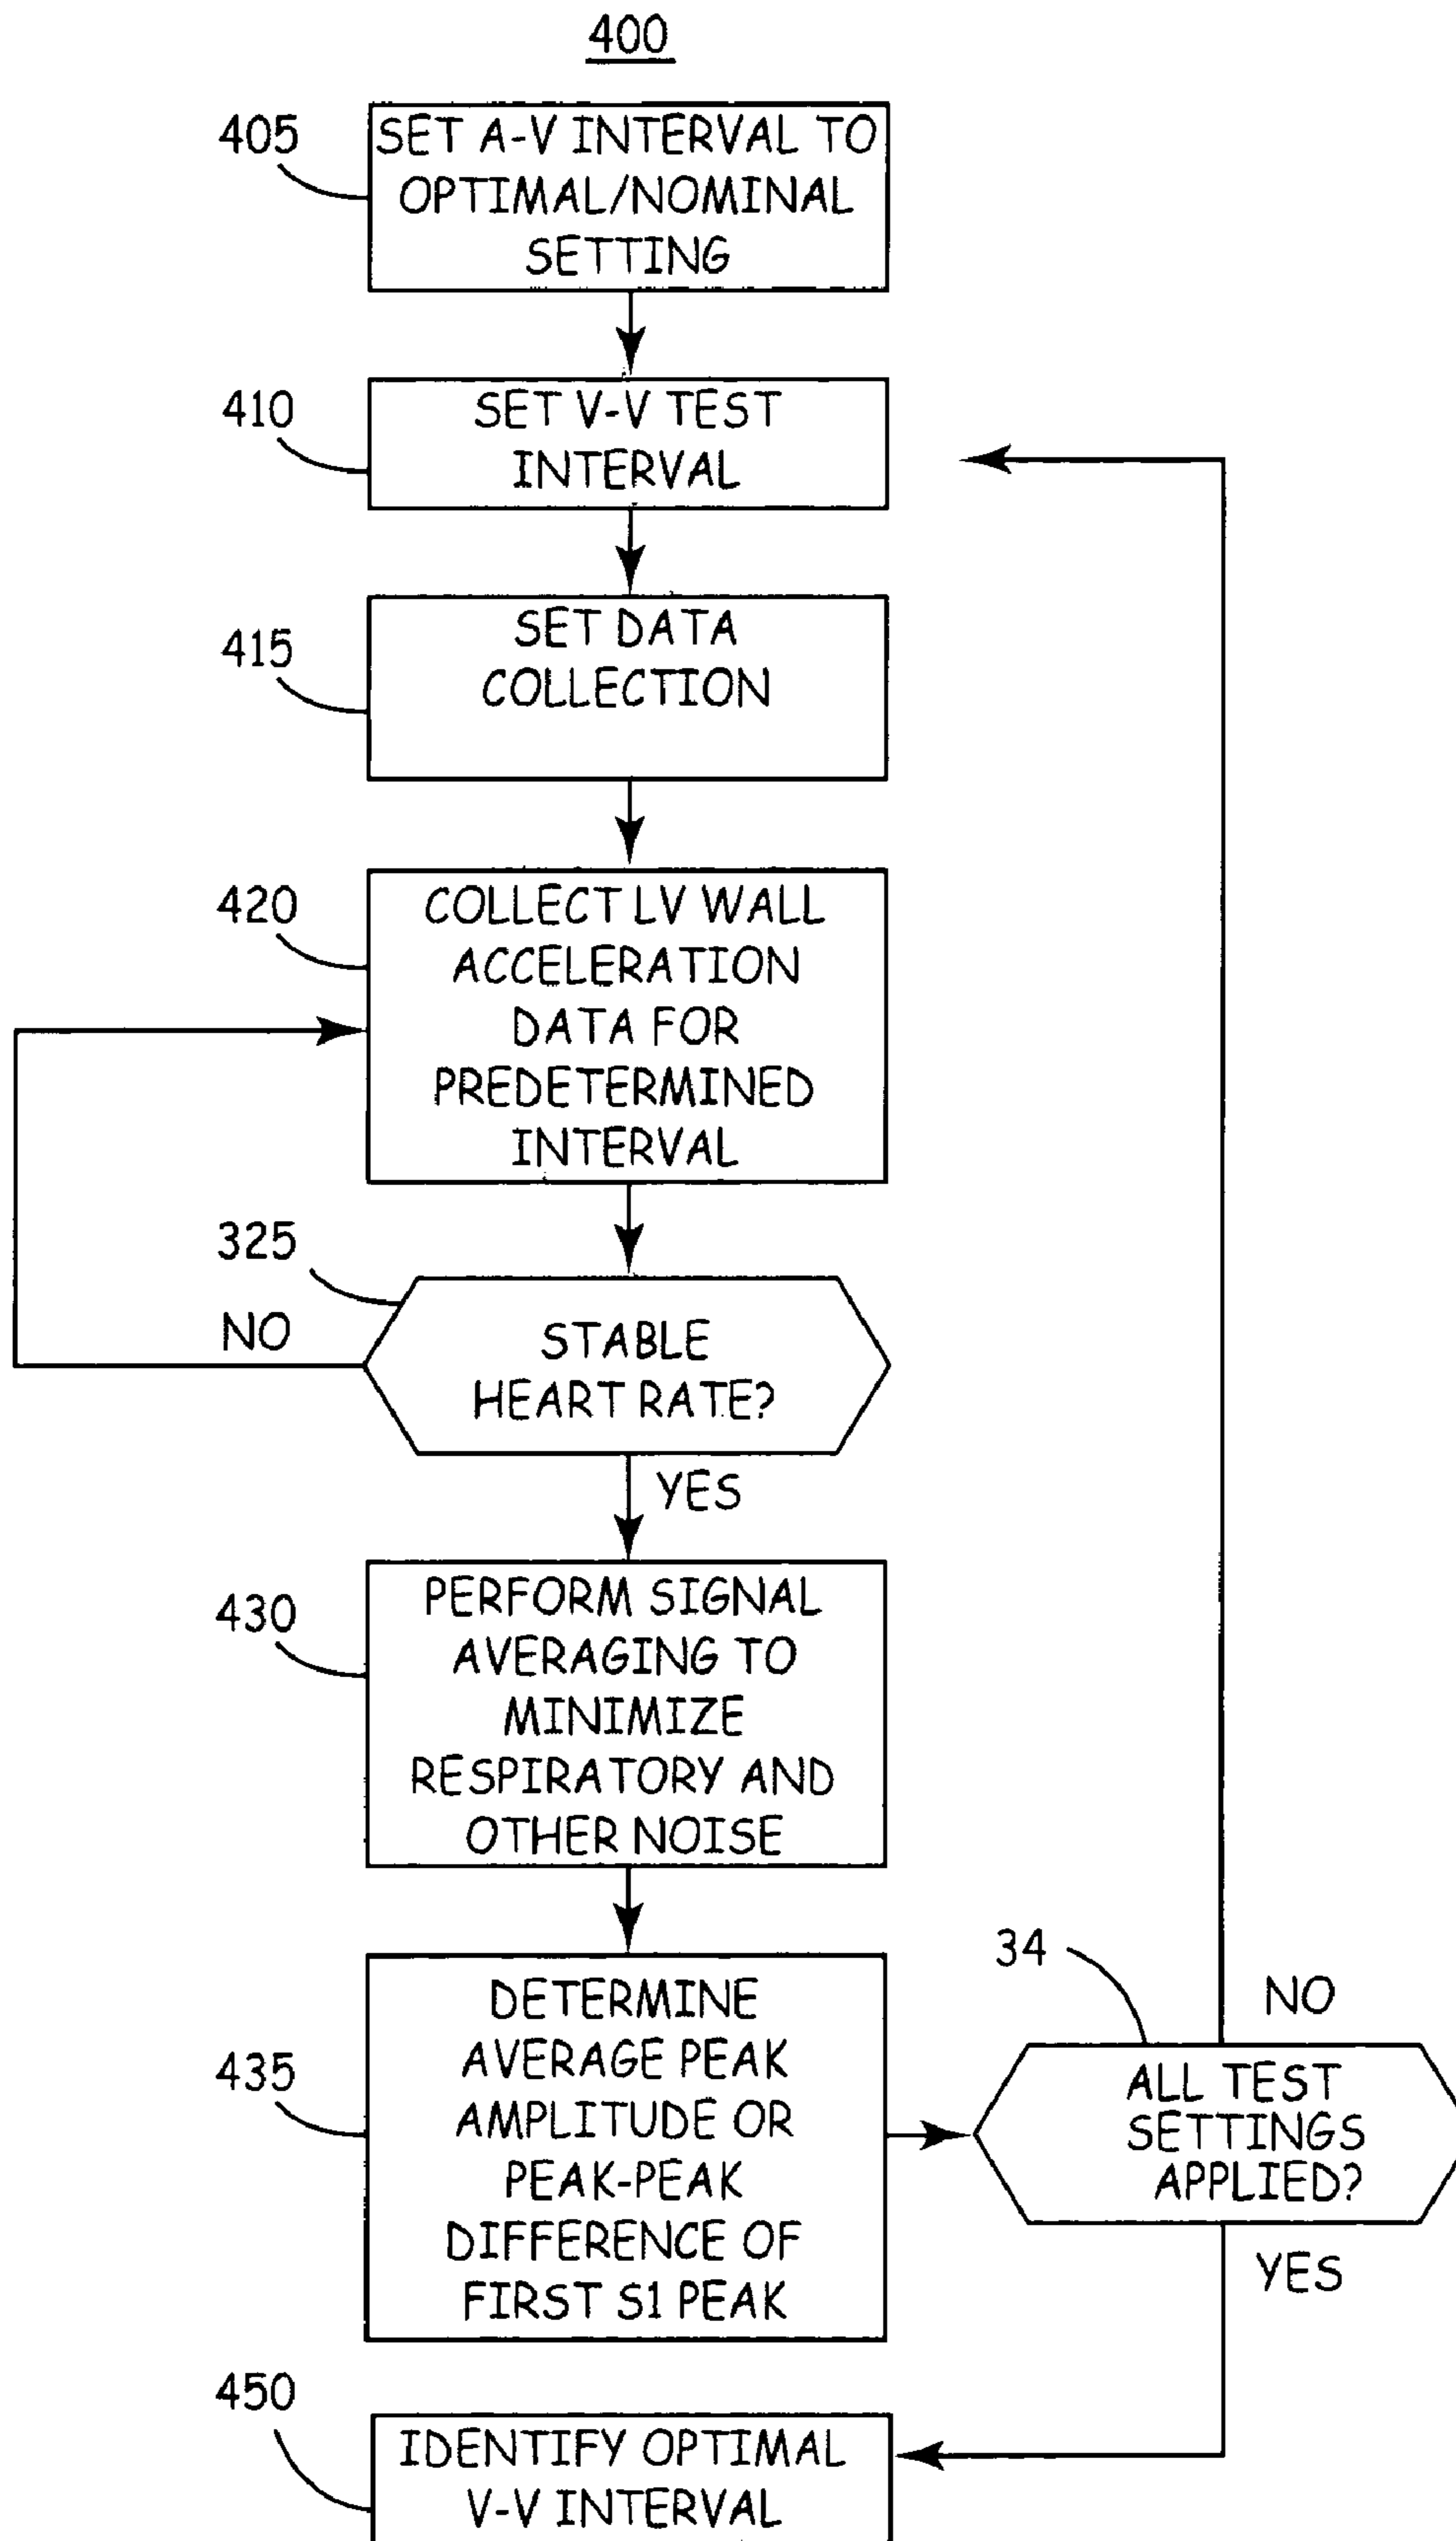 400
405
SET A-V INTERVAL TO
OPTIMAL/NOMINAL
SETTING
410
SET V-V TEST
INTERVAL
415
SET DATA
COLLECTION
420
COLLECT LV WALL
ACCELERATION
DATA FOR
PREDETERMINED
INTERVAL
325
NO
STABLE
HEART RATE?
YES
430
PERFORM SIGNAL
AVERAGING TO
MINIMIZE
RESPIRATORY AND
OTHER NOISE
435
DETERMINE
AVERAGE PEAK
AMPLITUDE OR
PEAK-PEAK
DIFFERENCE OF
FIRST S1 PEAK
34
NO
ALL TEST
SETTINGS
APPLIED?
YES
450
IDENTIFY OPTIMAL
V-V INTERVAL